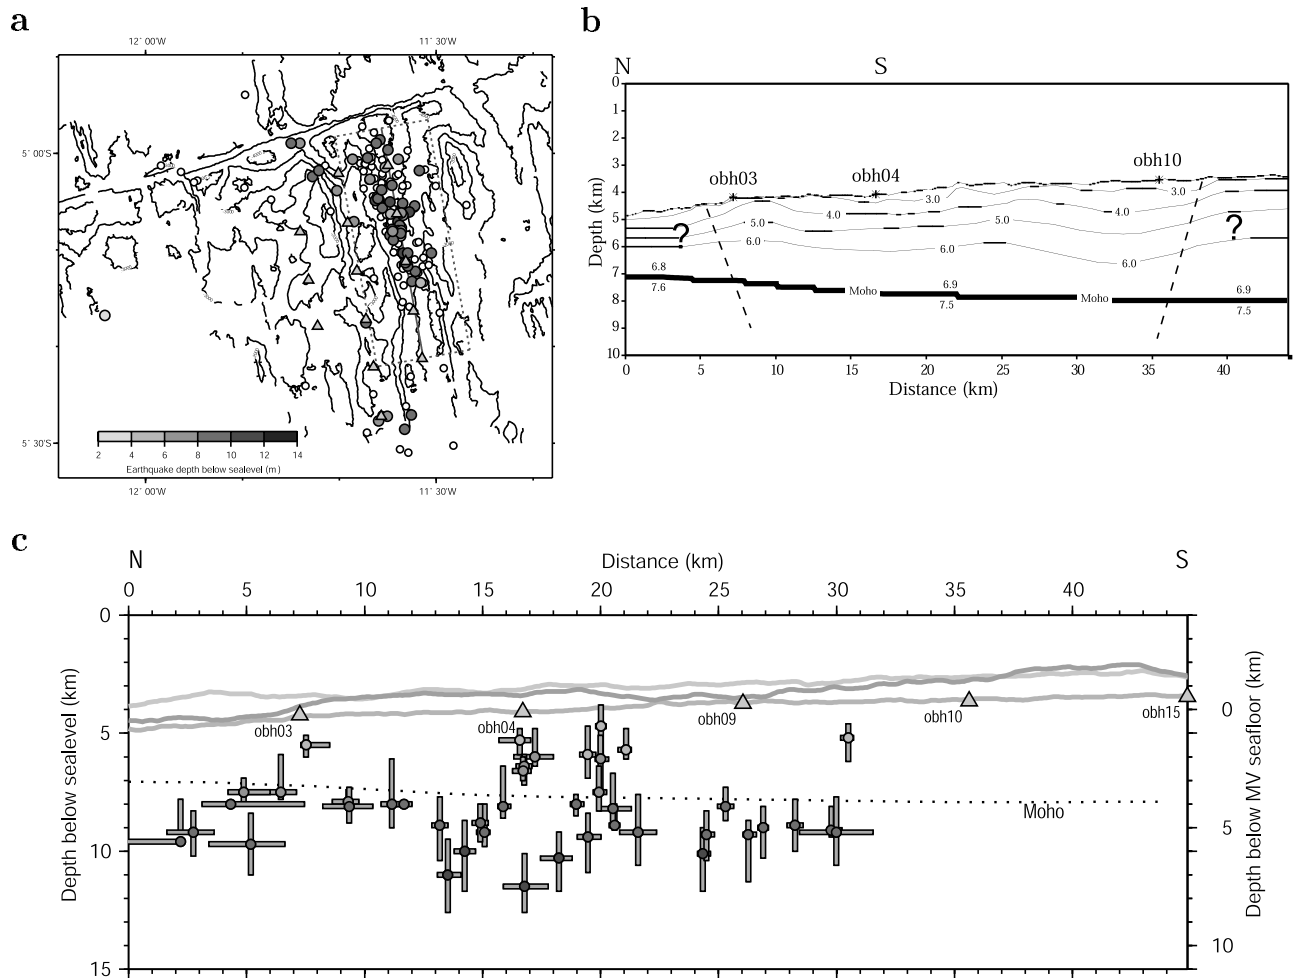 a
12° 00'W
11° 30'W
5° 00'S
5° 30'S
2
4
6
8
10
12
14
Earthquake depth below sealevel (m)
12° 00'W
11° 30'W
b
N
S
0
1
2
3
4
5
6
7
8
9
10
Depth (km)
obh03
obh04
obh10
3.0
3.0
4.0
4.0
5.0
5.0
6.0
6.0
6.0
?
?
6.8
7.6
Moho
6.9
7.5
Moho
6.9
7.5
0
5
10
15
20
25
30
35
40
Distance (km)
c
N
Distance (km)
S
0
5
10
15
20
25
30
35
40
0
5
10
15
Depth below sealevel (km)
obh03
obh04
obh09
obh10
obh15
Moho
0
5
10
Depth below MV seafloor (km)